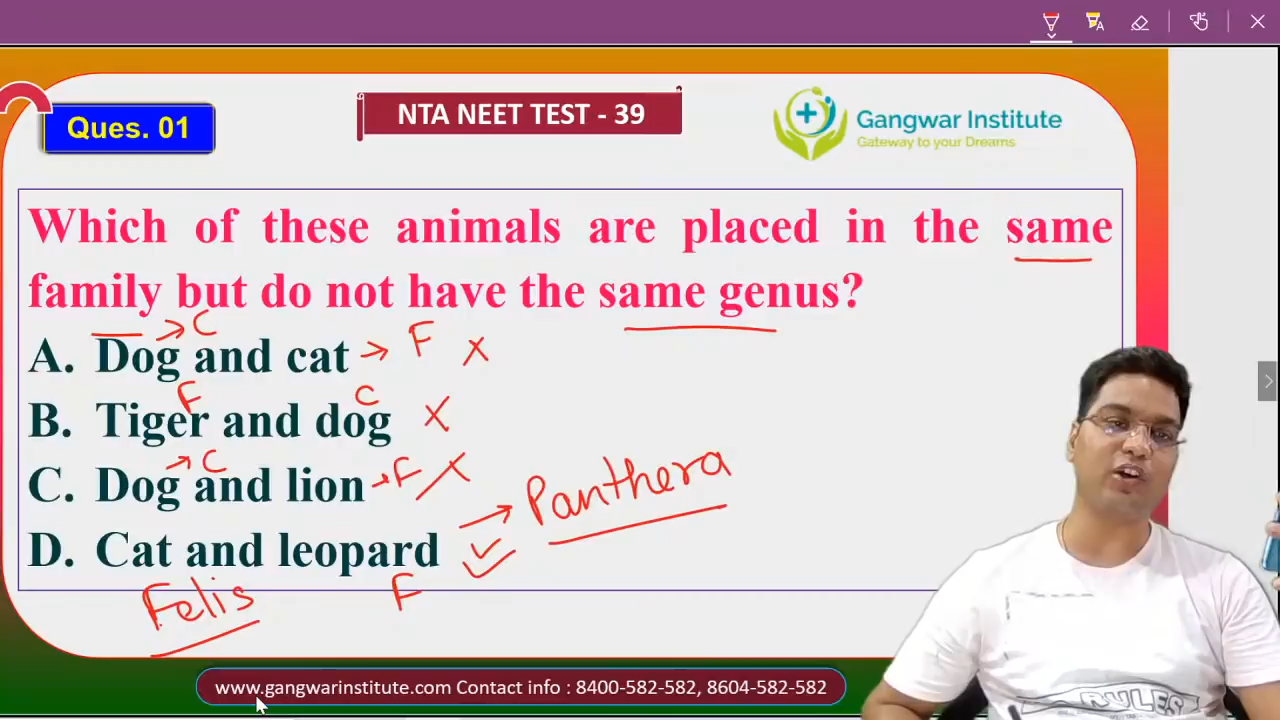 Ques. 01
NTA NEET TEST - 39
Gangwar Institute
Gateway to your Dreams
Which of these animals are placed in the same
family but do not have the same genus?
C
A. Dog and cat → F X
F C
B. Tiger and dog X
C
C. Dog and lion → F X
Panthera
D. Cat and leopard
Felis F
www.gangwarinstitute.com Contact info : 8400-582-582, 8604-582-582
RULES